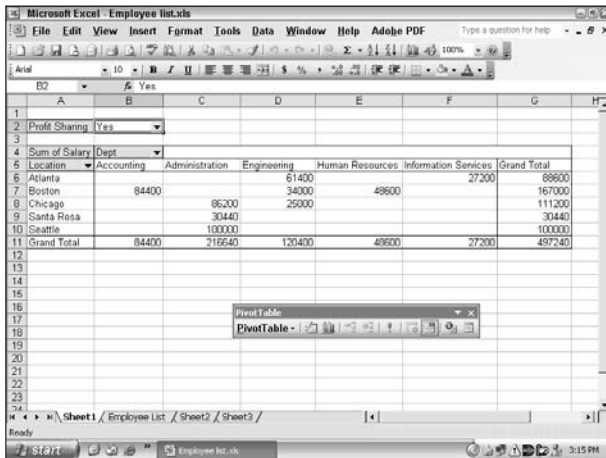 Microsoft Excel - Employee list.xls
File Edit View Insert Format Tools Data Window Help Adobe PDF Type a question for help
100%
Arial 10 B I U $ % ,
B2 fx Yes
A B C D E F G H
1
2 Profit Sharing Yes
3
4 Sum of Salary Dept
5 Location Accounting Administration Engineering Human Resources Information Services Grand Total
6 Atlanta 61400 27200 88600
7 Boston 84400 34000 48600 167000
8 Chicago 86200 25000 111200
9 Santa Rosa 30440 30440
10 Seattle 100000 100000
11 Grand Total 84400 216640 120400 48600 27200 497240
12
13
14
15
16
PivotTable
17
PivotTable
18
19
20
21
22
23
24
Sheet1 / Employee List / Sheet2 / Sheet3 /
Ready
start Employee list.xls 3:15 PM